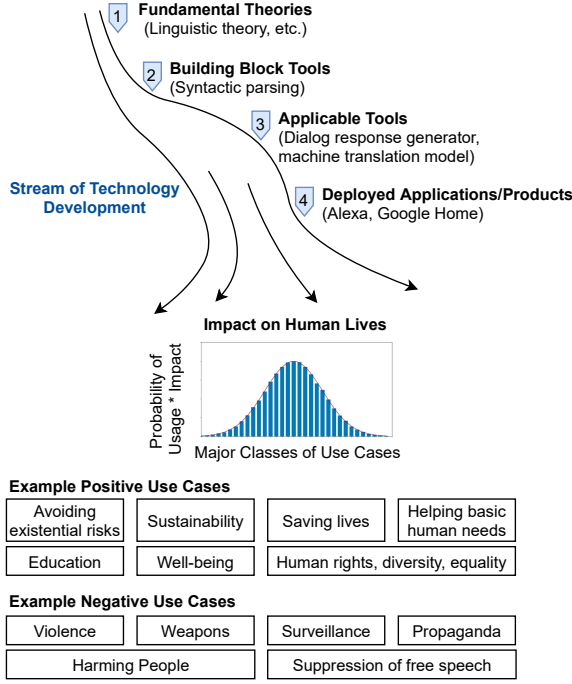 1
Fundamental Theories
(Linguistic theory, etc.)
2
Building Block Tools
(Syntactic parsing)
3
Applicable Tools
(Dialog response generator,
machine translation model)
Stream of Technology
Development
4
Deployed Applications/Products
(Alexa, Google Home)
Impact on Human Lives
Probability of
Usage * Impact
Major Classes of Use Cases
Example Positive Use Cases
Avoiding
existential risks
Sustainability
Saving lives
Helping basic
human needs
Education
Well-being
Human rights, diversity, equality
Example Negative Use Cases
Violence
Weapons
Surveillance
Propaganda
Harming People
Suppression of free speech